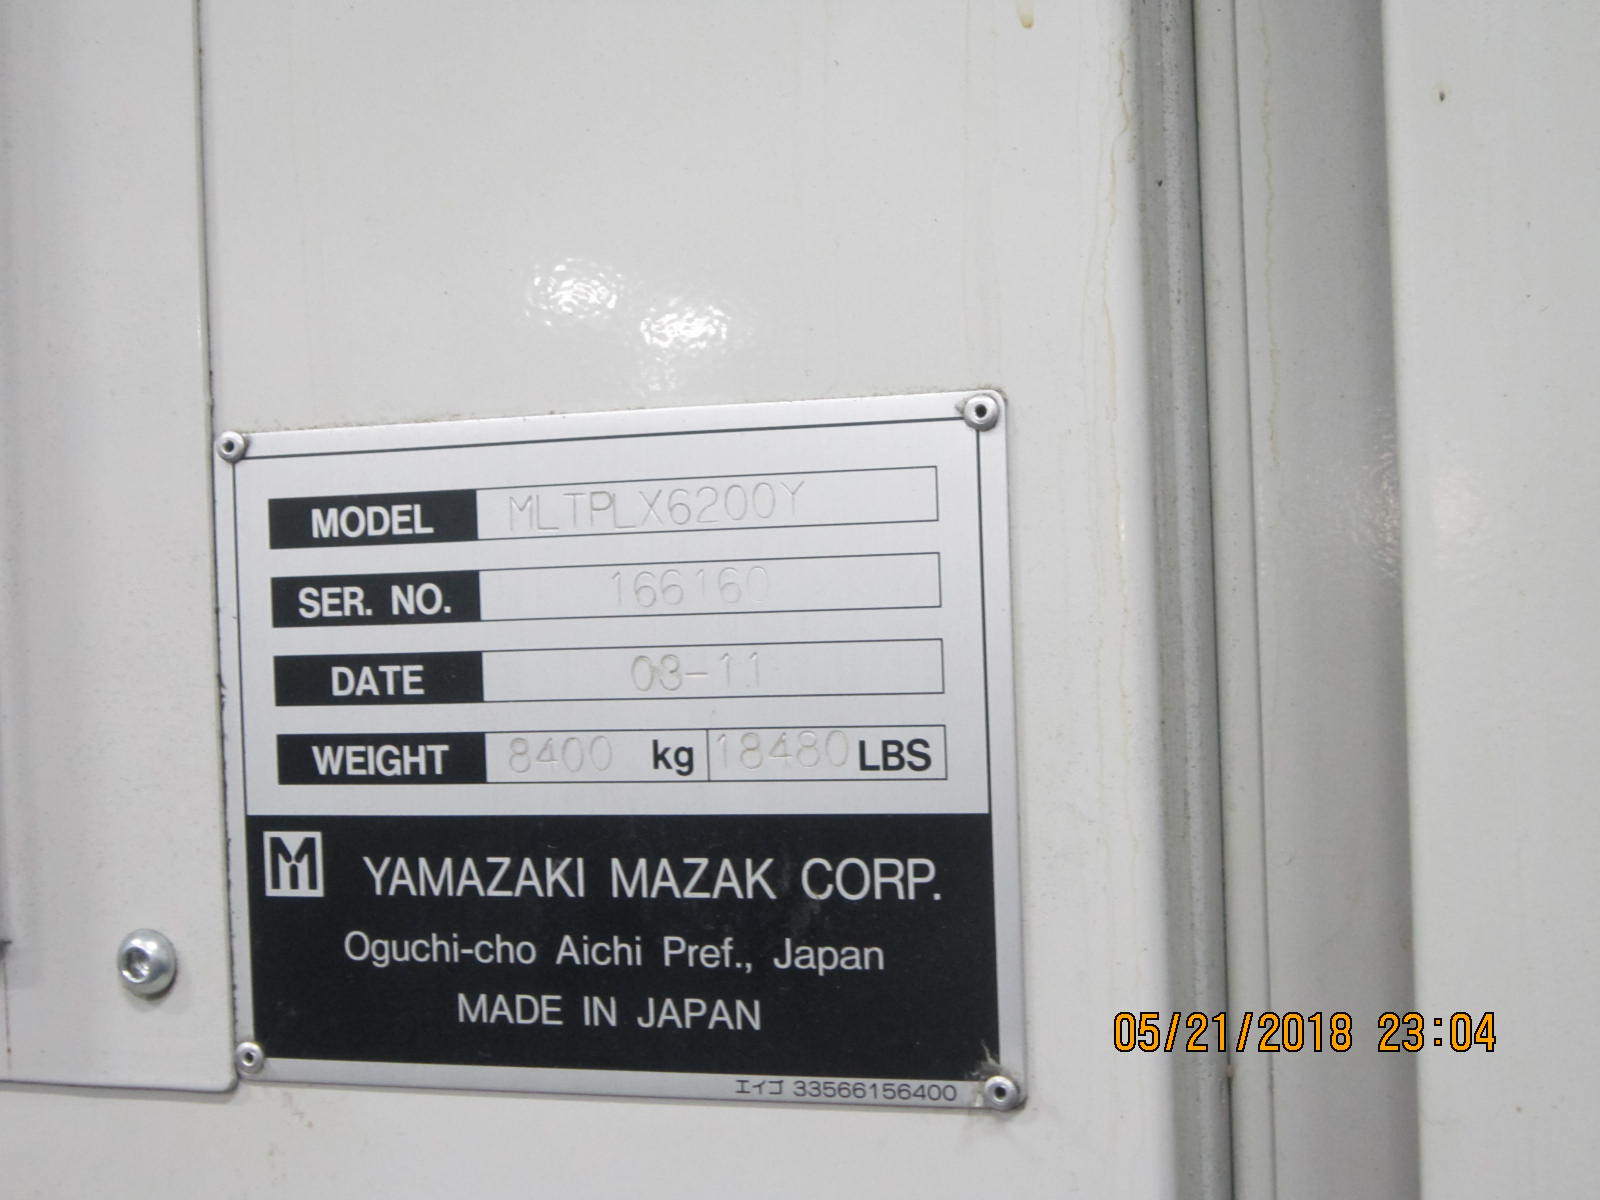 MODEL MLTPLX6200Y
SER. NO. 166160
DATE 03-11
WEIGHT 8400 kg 18480 LBS
YAMAZAKI MAZAK CORP.
Oguchi-cho Aichi Pref., Japan
MADE IN JAPAN
エイゴ 33566156400
05/21/2018 23:04